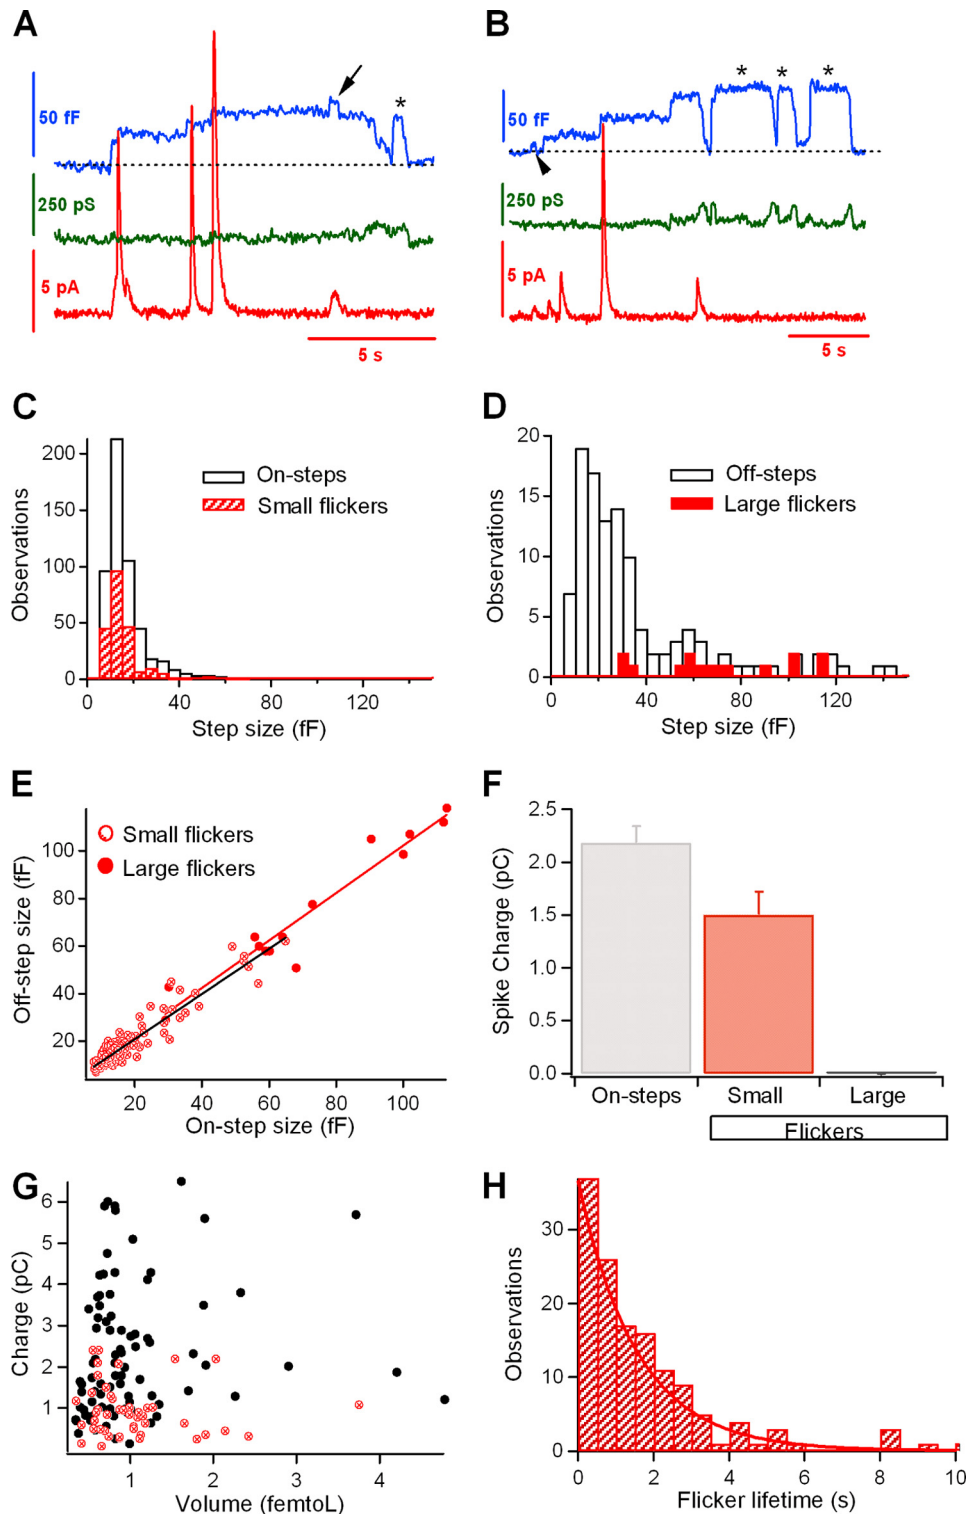 A
50 fF
*
250 pS
5 pA
5 s
B
* * *
50 fF
250 pS
5 pA
5 s
C
200
150
100
50
0
Observations
On-steps
Small flickers
0 40 80 120
Step size (fF)
D
20
15
10
5
0
Observations
Off-steps
Large flickers
0 40 80 120
Step size (fF)
E
100
80
60
40
20
Off-step size (fF)
Small flickers
Large flickers
20 40 60 80 100
On-step size (fF)
F
2.5
2.0
1.5
1.0
0.5
0.0
Spike Charge (pC)
On-steps Small Large
Flickers
G
6
5
4
3
2
1
Charge (pC)
1 2 3 4
Volume (femtoL)
H
30
20
10
0
Observations
0 2 4 6 8 10
Flicker lifetime (s)